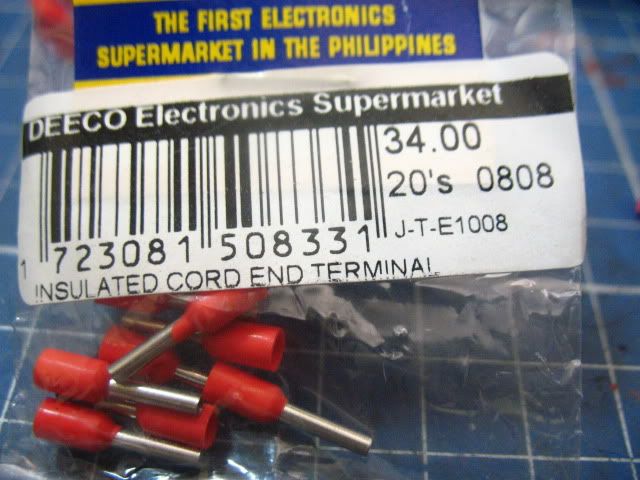 THE FIRST ELECTRONICS
SUPERMARKET IN THE PHILIPPINES
DEECO Electronics Supermarket
34.00
20's 0808
J-T-E1008
1 723081 508331
INSULATED CORD END TERMINAL